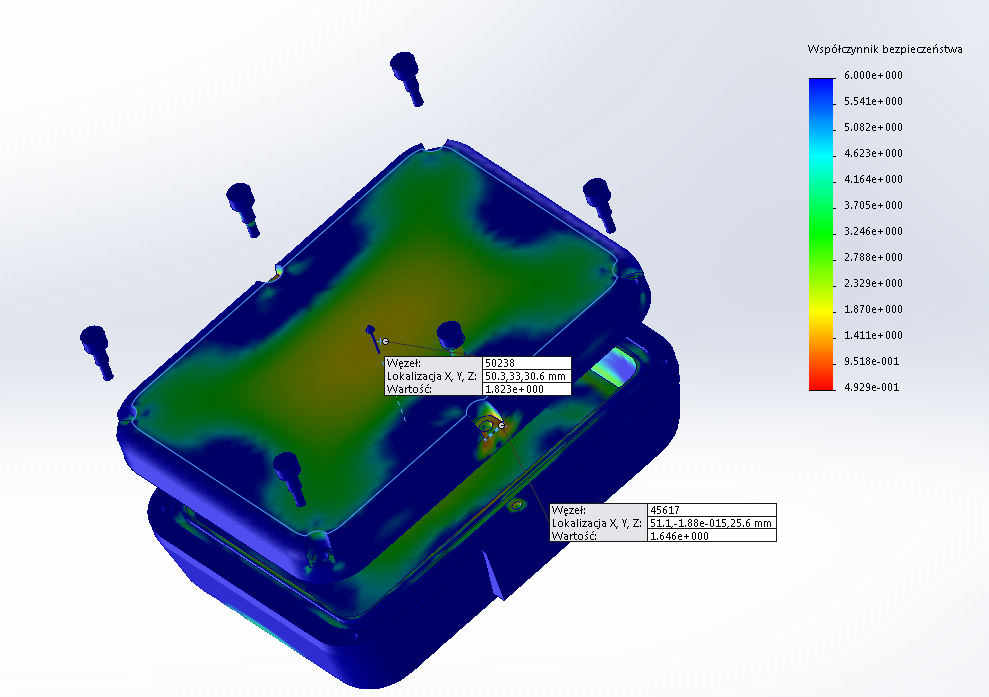 Współczynnik bezpieczeństwa
6.000e+000
5.541e+000
5.082e+000
4.623e+000
4.164e+000
3.705e+000
3.246e+000
2.788e+000
2.329e+000
1.870e+000
1.411e+000
9.518e-001
4.929e-001
Węzeł: 50238
Lokalizacja X, Y, Z: 50.3,33,30.6 mm
Wartość: 1.823e+000
Węzeł: 45617
Lokalizacja X, Y, Z: 51.1,-1.88e-015,25.6 mm
Wartość: 1.646e+000